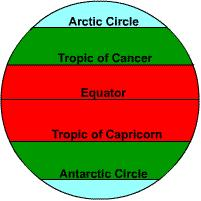 Arctic Circle
Tropic of Cancer
Equator
Tropic of Capricorn
Antarctic Circle